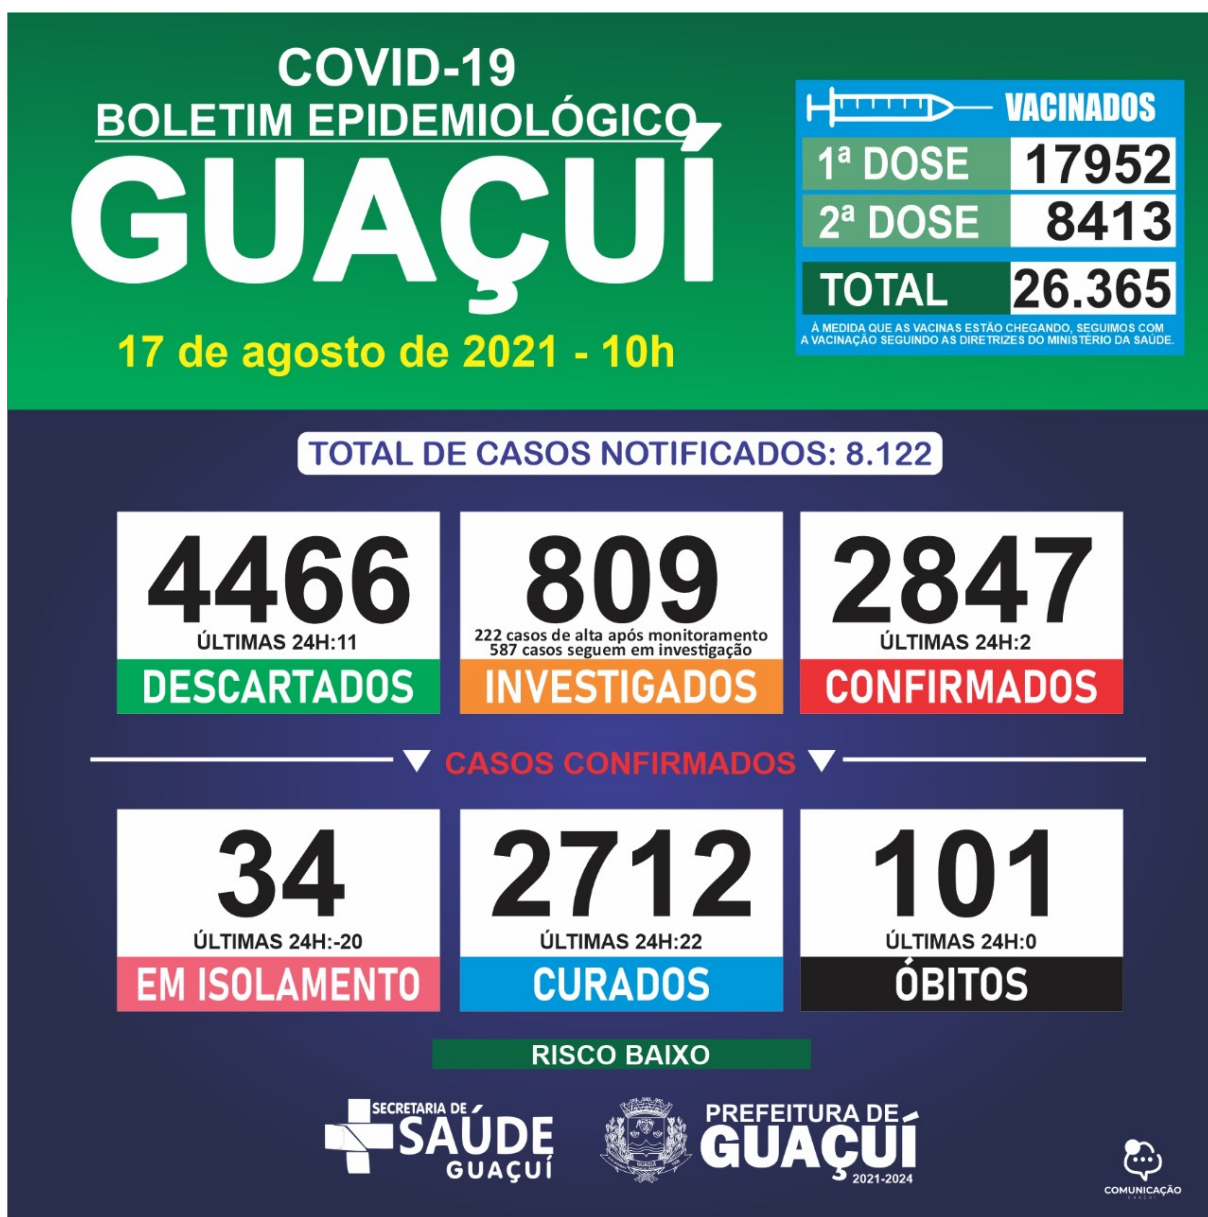 COVID-19
BOLETIM EPIDEMIOLÓGICO
GUAÇUÍ
17 de agosto de 2021 - 10h
VACINADOS
1ª DOSE 17952
2ª DOSE 8413
TOTAL 26.365
À MEDIDA QUE AS VACINAS ESTÃO CHEGANDO, SEGUIMOS COM
A VACINAÇÃO SEGUINDO AS DIRETRIZES DO MINISTÉRIO DA SAÚDE.
TOTAL DE CASOS NOTIFICADOS: 8.122
4466
ÚLTIMAS 24H:11
DESCARTADOS
809
222 casos de alta após monitoramento
587 casos seguem em investigação
INVESTIGADOS
2847
ÚLTIMAS 24H:2
CONFIRMADOS
CASOS CONFIRMADOS
34
ÚLTIMAS 24H:-20
EM ISOLAMENTO
2712
ÚLTIMAS 24H:22
CURADOS
101
ÚLTIMAS 24H:0
ÓBITOS
RISCO BAIXO
SECRETARIA DE
SAÚDE
GUAÇUÍ
GUAÇUÍ
PREFEITURA DE
GUAÇUÍ
2021-2024
COMUNICAÇÃO